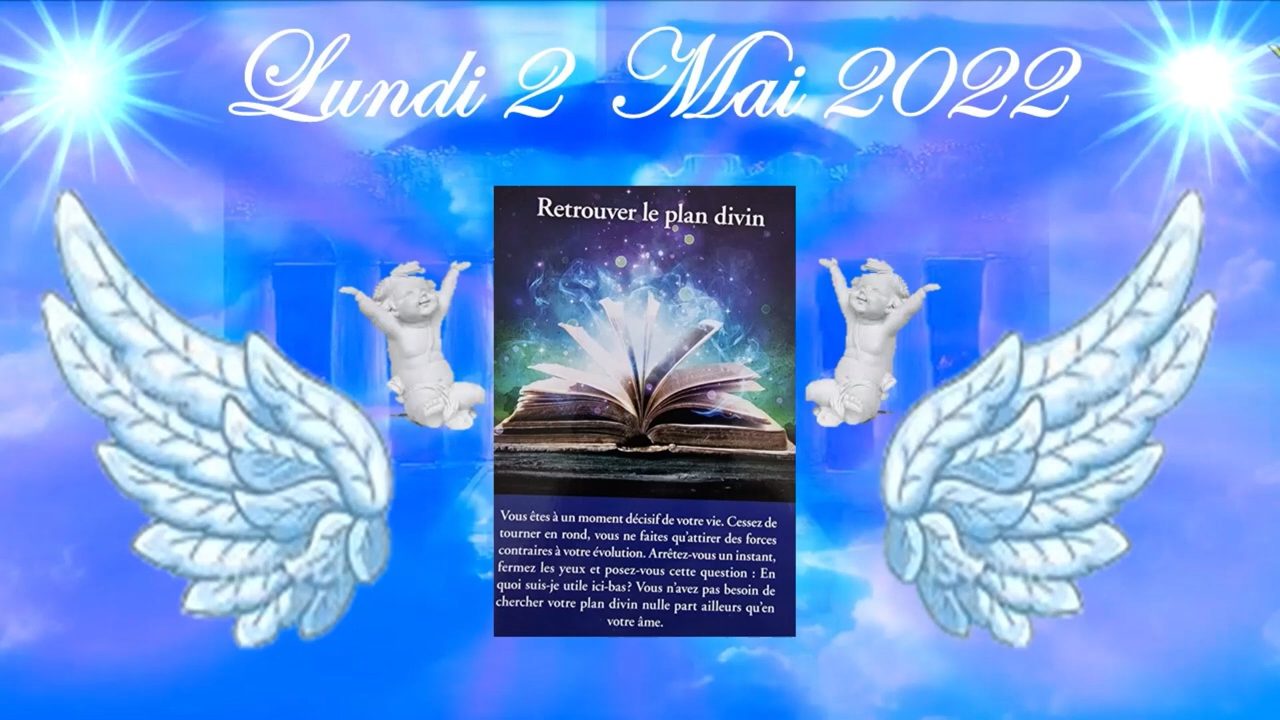 Lundi 2 Mai 2022
Retrouver le plan divin
Vous êtes à un moment décisif de votre vie. Cessez de
tourner en rond, vous ne faites qu'attirer des forces
contraires à votre évolution. Arrêtez-vous un instant,
fermez les yeux et posez-vous cette question : En
quoi suis-je utile ici-bas? Vous n'avez pas besoin de
chercher votre plan divin nulle part ailleurs qu'en
votre âme.